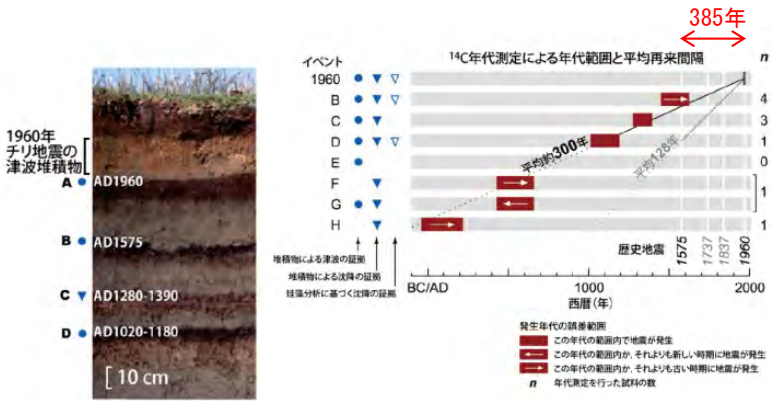 385年
イベント
14C年代測定による年代範囲と平均再来間隔
n
1960
B
4
C
3
D
1
E
0
F
G
1
H
1
平均約300年
平均128年
1960年
チリ地震の
津波堆積物
A
AD1960
B
AD1575
C
AD1280-1390
D
AD1020-1180
10 cm
堆積物による津波の証拠
堆積物による沈降の証拠
珪藻分析に基づく沈降の証拠
歴史地震
1575
1737
1837
1960
BC/AD
1000
2000
西暦(年)
発生年代の誤差範囲
この年代の範囲内で地震が発生
この年代の範囲内か、それよりも新しい時期に地震が発生
この年代の範囲内か、それよりも古い時期に地震が発生
n 年代測定を行った試料の数